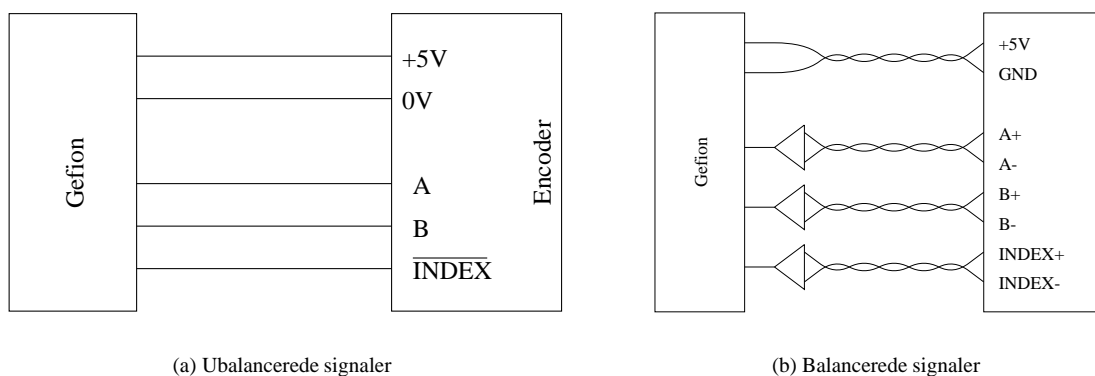 Gefion
+5V
0V
A
B
INDEX
Encoder
(a) Ubalancerede signaler
Gefion
+5V
GND
A+
A-
B+
B-
INDEX+
INDEX-
(b) Balancerede signaler